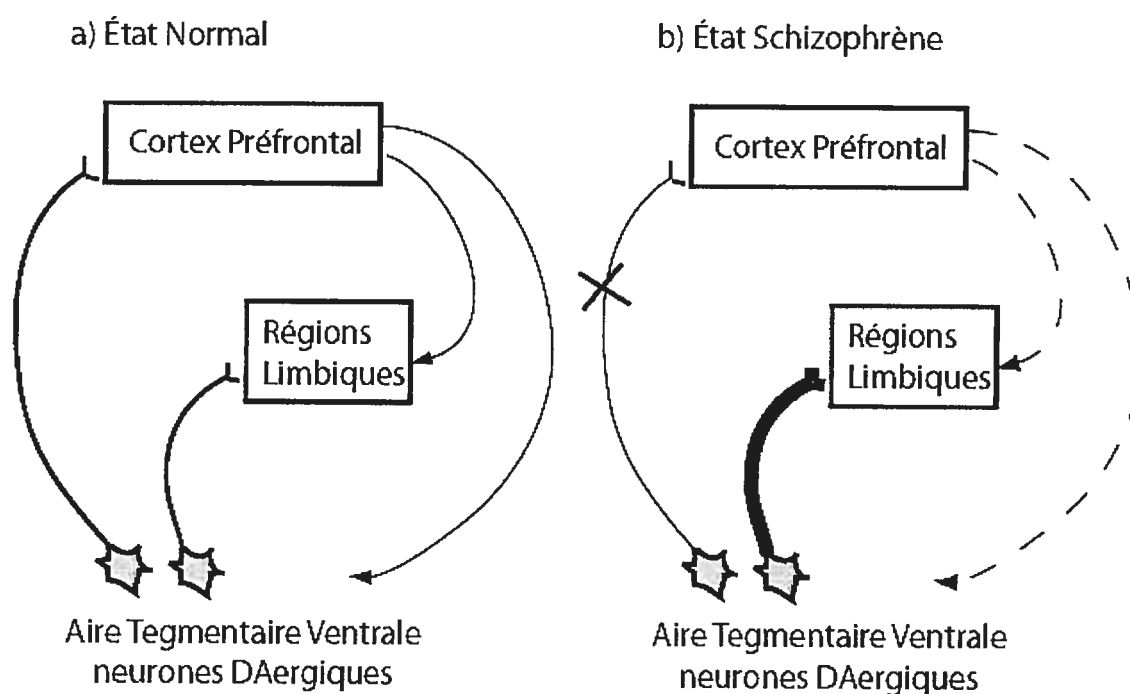 a) État Normal
Cortex Préfrontal
Régions
Limbiques
Aire Tegmentaire Ventrale
neurones DAergiques
b) État Schizophrène
Cortex Préfrontal
Régions
Limbiques
Aire Tegmentaire Ventrale
neurones DAergiques